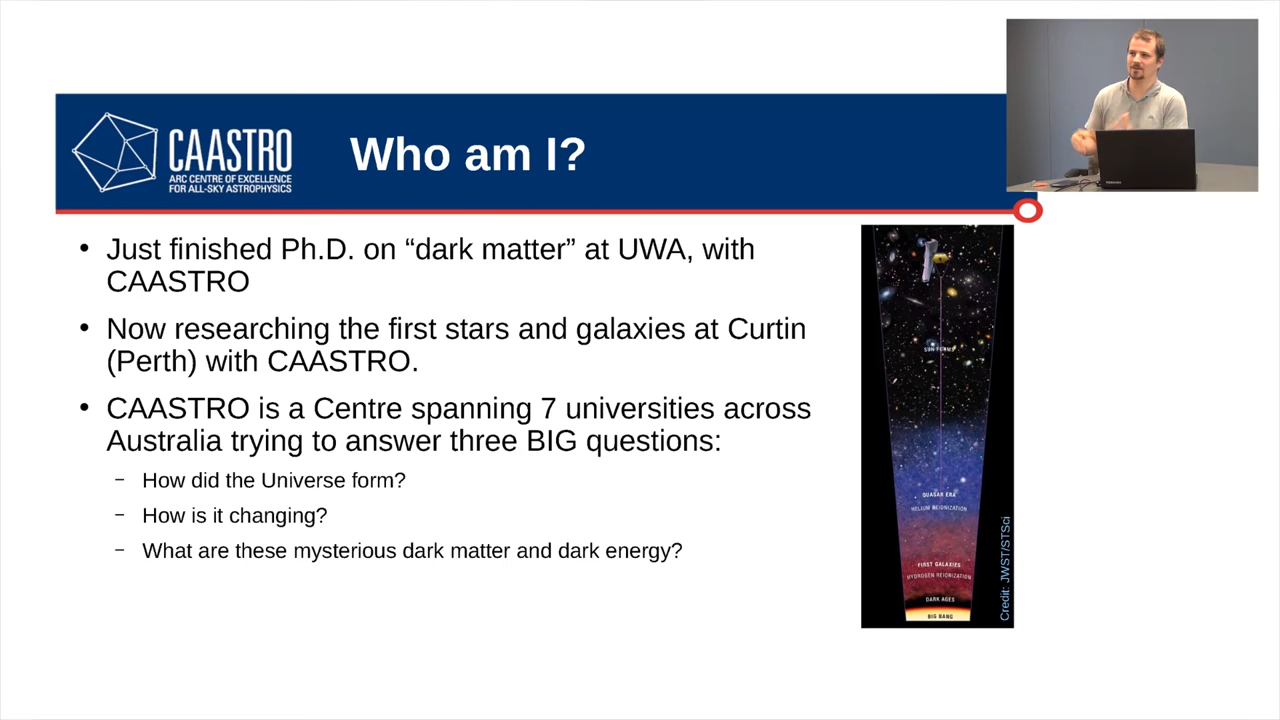 CAASTRO
ARC CENTRE OF EXCELLENCE
FOR ALL-SKY ASTROPHYSICS
Who am I?
• Just finished Ph.D. on “dark matter” at UWA, with
CAASTRO
• Now researching the first stars and galaxies at Curtin
(Perth) with CAASTRO.
• CAASTRO is a Centre spanning 7 universities across
Australia trying to answer three BIG questions:
– How did the Universe form?
– How is it changing?
– What are these mysterious dark matter and dark energy?
SUN FORMS
QUASAR ERA
HELIUM REIONIZATION
FIRST GALAXIES
HYDROGEN REIONIZATION
DARK AGES
BIG BANG
Credit: JWST/STSci